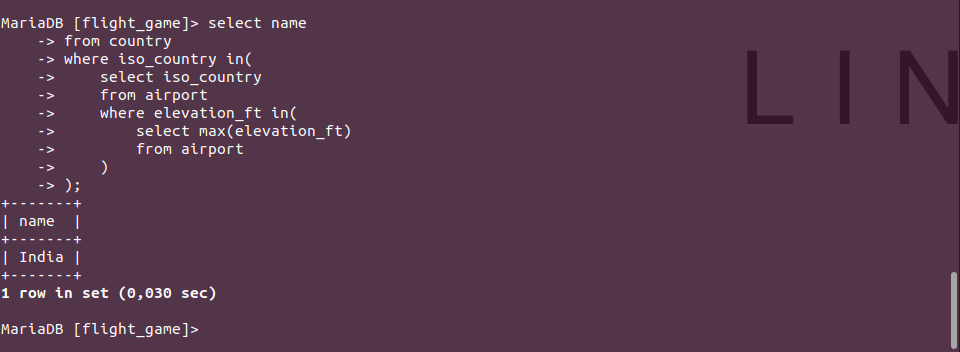 MariaDB [flight_game]> select name
    -> from country
    -> where iso_country in(
    ->     select iso_country
    ->     from airport
    ->     where elevation_ft in(
    ->         select max(elevation_ft)
    ->         from airport
    ->     )
    -> );
+-------+
| name  |
+-------+
| India |
+-------+
1 row in set (0,030 sec)

MariaDB [flight_game]>
L I N